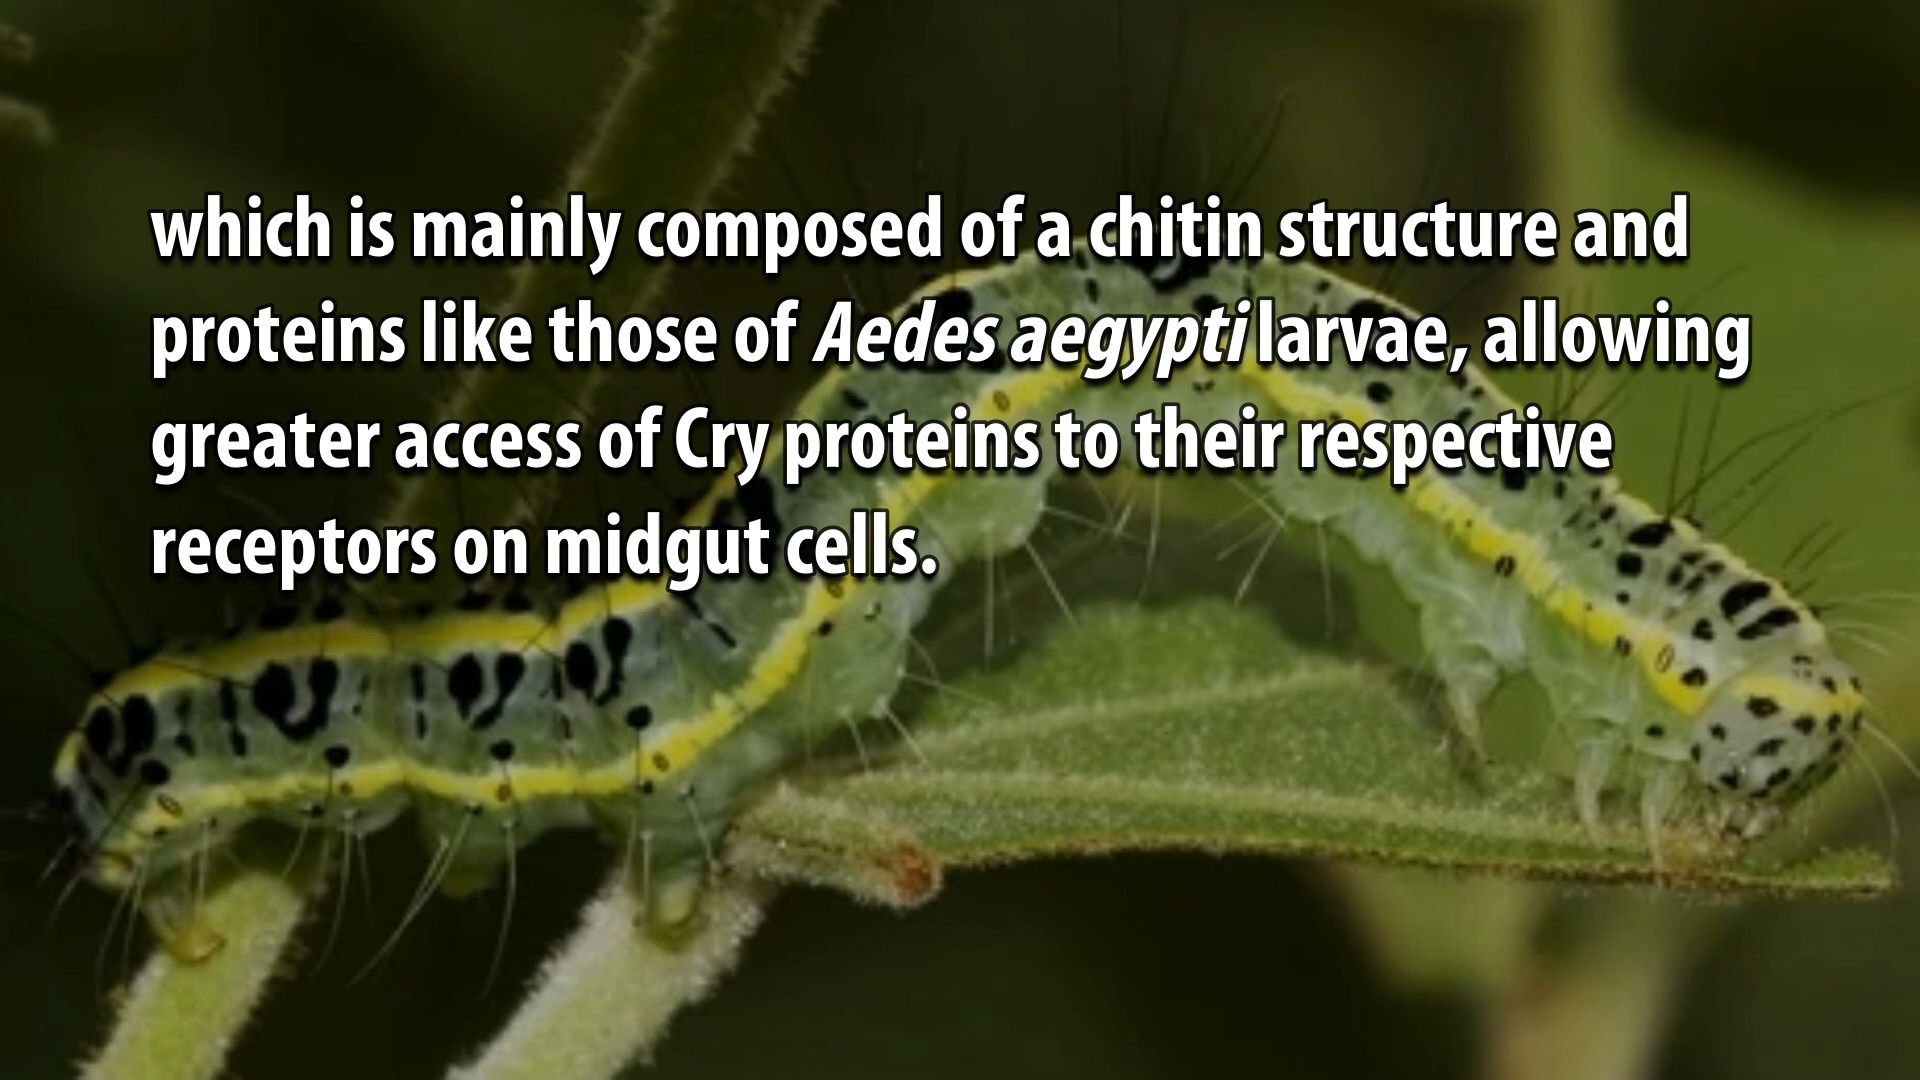 which is mainly composed of a chitin structure and
proteins like those of Aedes aegypti larvae, allowing
greater access of Cry proteins to their respective
receptors on midgut cells.